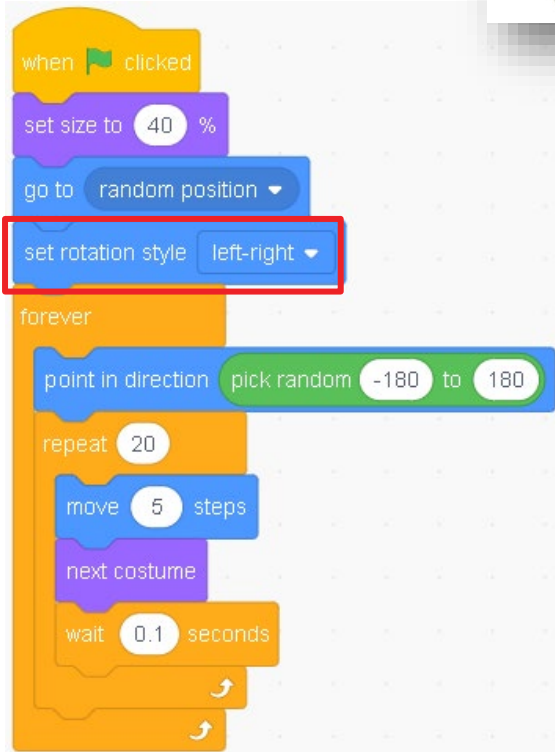 when clicked
set size to 40 %
go to random position
set rotation style left-right
forever
point in direction pick random -180 to 180
repeat 20
move 5 steps
next costume
wait 0.1 seconds